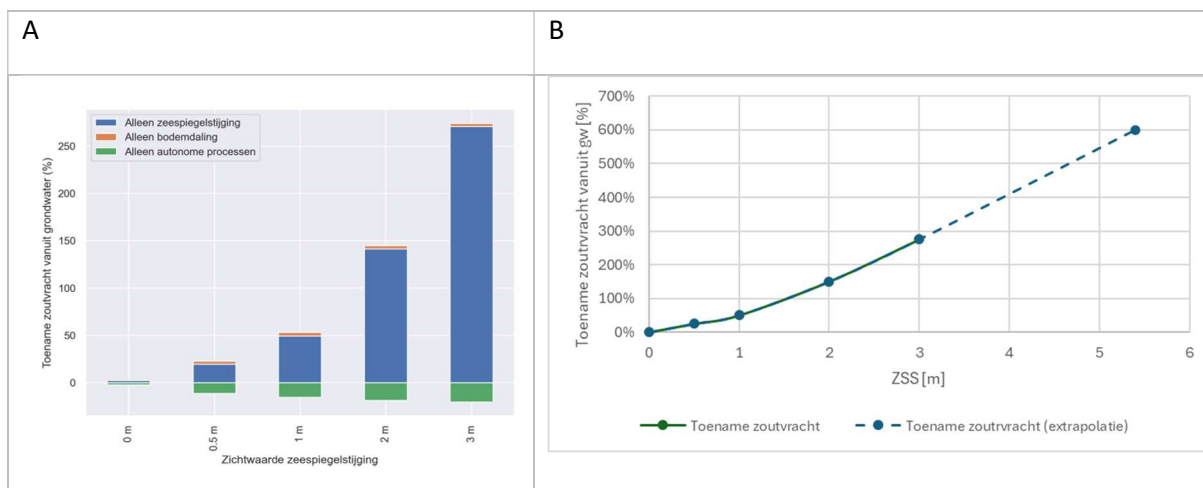 A
B
Toename zoutvracht vanuit grondwater (%)
250
200
150
100
50
0
Alleen zeespiegelstijging
Alleen bodemdaling
Alleen autonome processen
0 m
0.5 m
1 m
2 m
3 m
Zichtwaarde zeespiegelstijging
Toename zoutrvracht vanuit gw [%]
700%
600%
500%
400%
300%
200%
100%
0%
0 1 2 3 4 5 6
ZSS [m]
Toename zoutvracht
Toename zoutrvracht (extrapolatie)